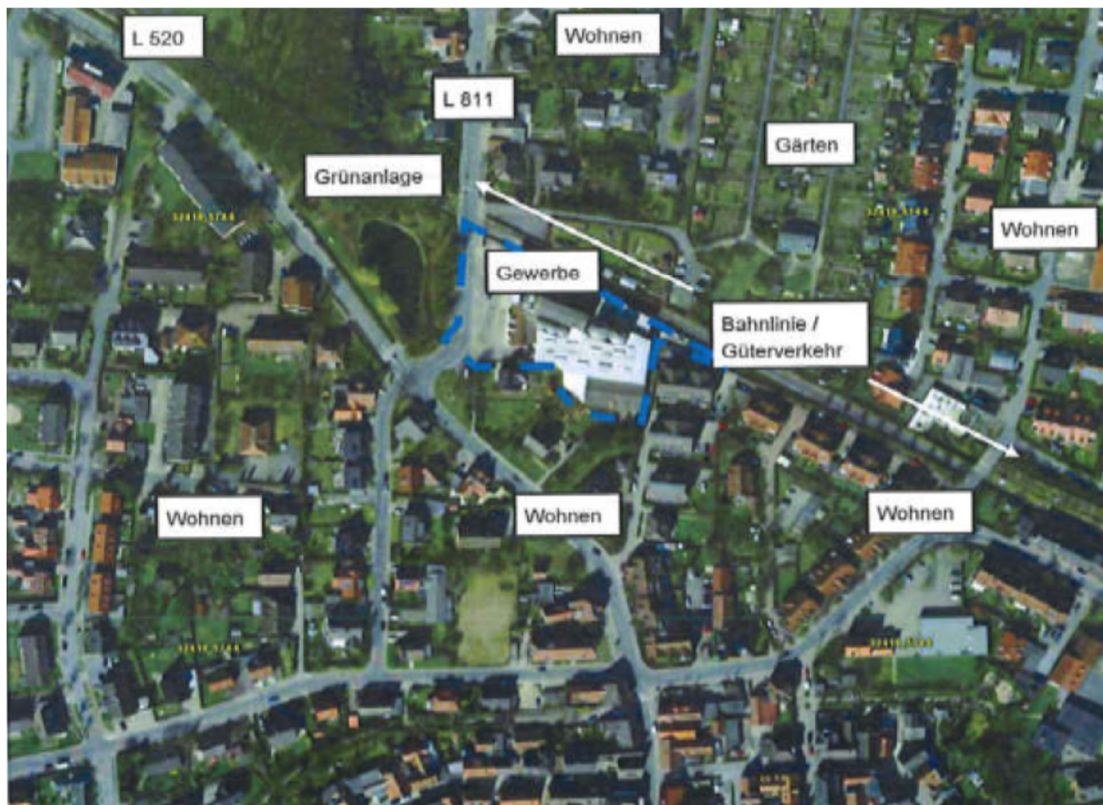 L 520
Wohnen
L 811
Gärten
Grünanlage
Wohnen
Gewerbe
Bahnlinie /
Güterverkehr
Wohnen
Wohnen
Wohnen